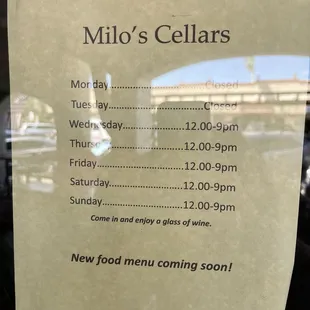 Milo's Cellars
Monday..............................Closed
Tuesday..............................Closed
Wednesday....................12.00-9pm
Thursday.........................12.00-9pm
Friday..............................12.00-9pm
Saturday.........................12.00-9pm
Sunday...........................12.00-9pm
Come in and enjoy a glass of wine.
New food menu coming soon!